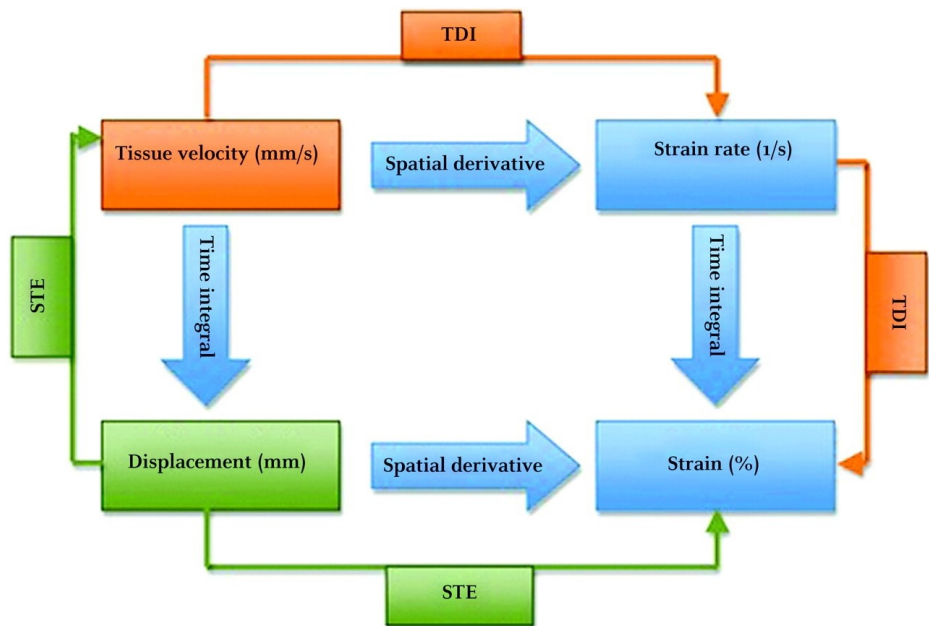 TDI
Tissue velocity (mm/s)
Spatial derivative
Strain rate (1/s)
STE
Time integral
Time integral
TDI
Displacement (mm)
Spatial derivative
Strain (%)
STE